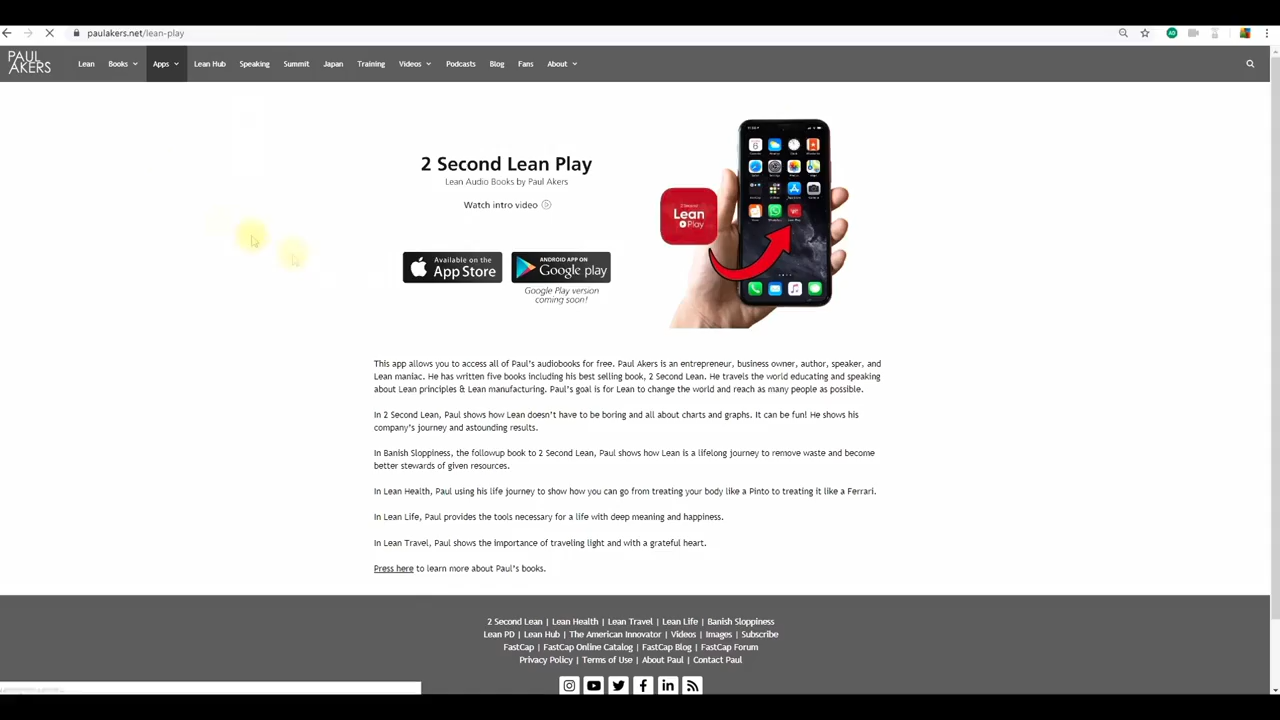 paulakers.net/lean-play
PAUL
AKERS
Lean Books Apps Lean Hub Speaking Summit Japan Training Videos Podcasts Blog Fans About
2 Second Lean Play
Lean Audio Books by Paul Akers
Watch intro video
Lean
Play
Available on the
App Store
ANDROID APP ON
Google play
Google Play version
coming soon!
This app allows you to access all of Paul's audiobooks for free. Paul Akers is an entrepreneur, business owner, author, speaker, and
Lean maniac. He has written five books including his best selling book, 2 Second Lean. He travels the world educating and speaking
about Lean principles & Lean manufacturing. Paul's goal is for Lean to change the world and reach as many people as possible.
In 2 Second Lean, Paul shows how Lean doesn't have to be boring and all about charts and graphs. It can be fun! He shows his
company's journey and astounding results.
In Banish Sloppiness, the followup book to 2 Second Lean, Paul shows how Lean is a lifelong journey to remove waste and become
better stewards of given resources.
In Lean Health, Paul using his life journey to show how you can go from treating your body like a Pinto to treating it like a Ferrari.
In Lean Life, Paul provides the tools necessary for a life with deep meaning and happiness.
In Lean Travel, Paul shows the importance of traveling light and with a grateful heart.
Press here to learn more about Paul's books.
2 Second Lean | Lean Health | Lean Travel | Lean Life | Banish Sloppiness
Lean PD | Lean Hub | The American Innovator | Videos | Images | Subscribe
FastCap | FastCap Online Catalog | FastCap Blog | FastCap Forum
Privacy Policy | Terms of Use | About Paul | Contact Paul